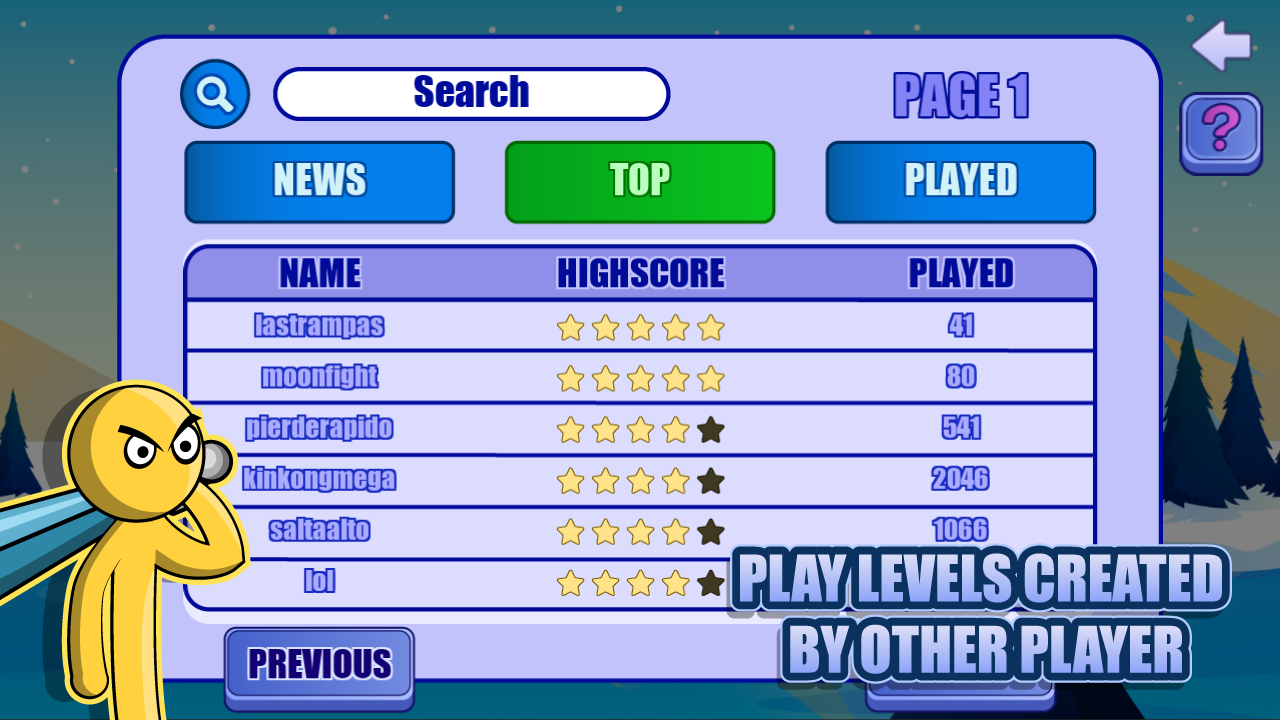 Search
PAGE 1
NEWS TOP PLAYED
NAME HIGHSCORE PLAYED
lastrampas 41
moonfight 80
pierderapido 541
kinkongmega 2046
saltaalto 1066
lol
PLAY LEVELS CREATED
BY OTHER PLAYER
PREVIOUS
?